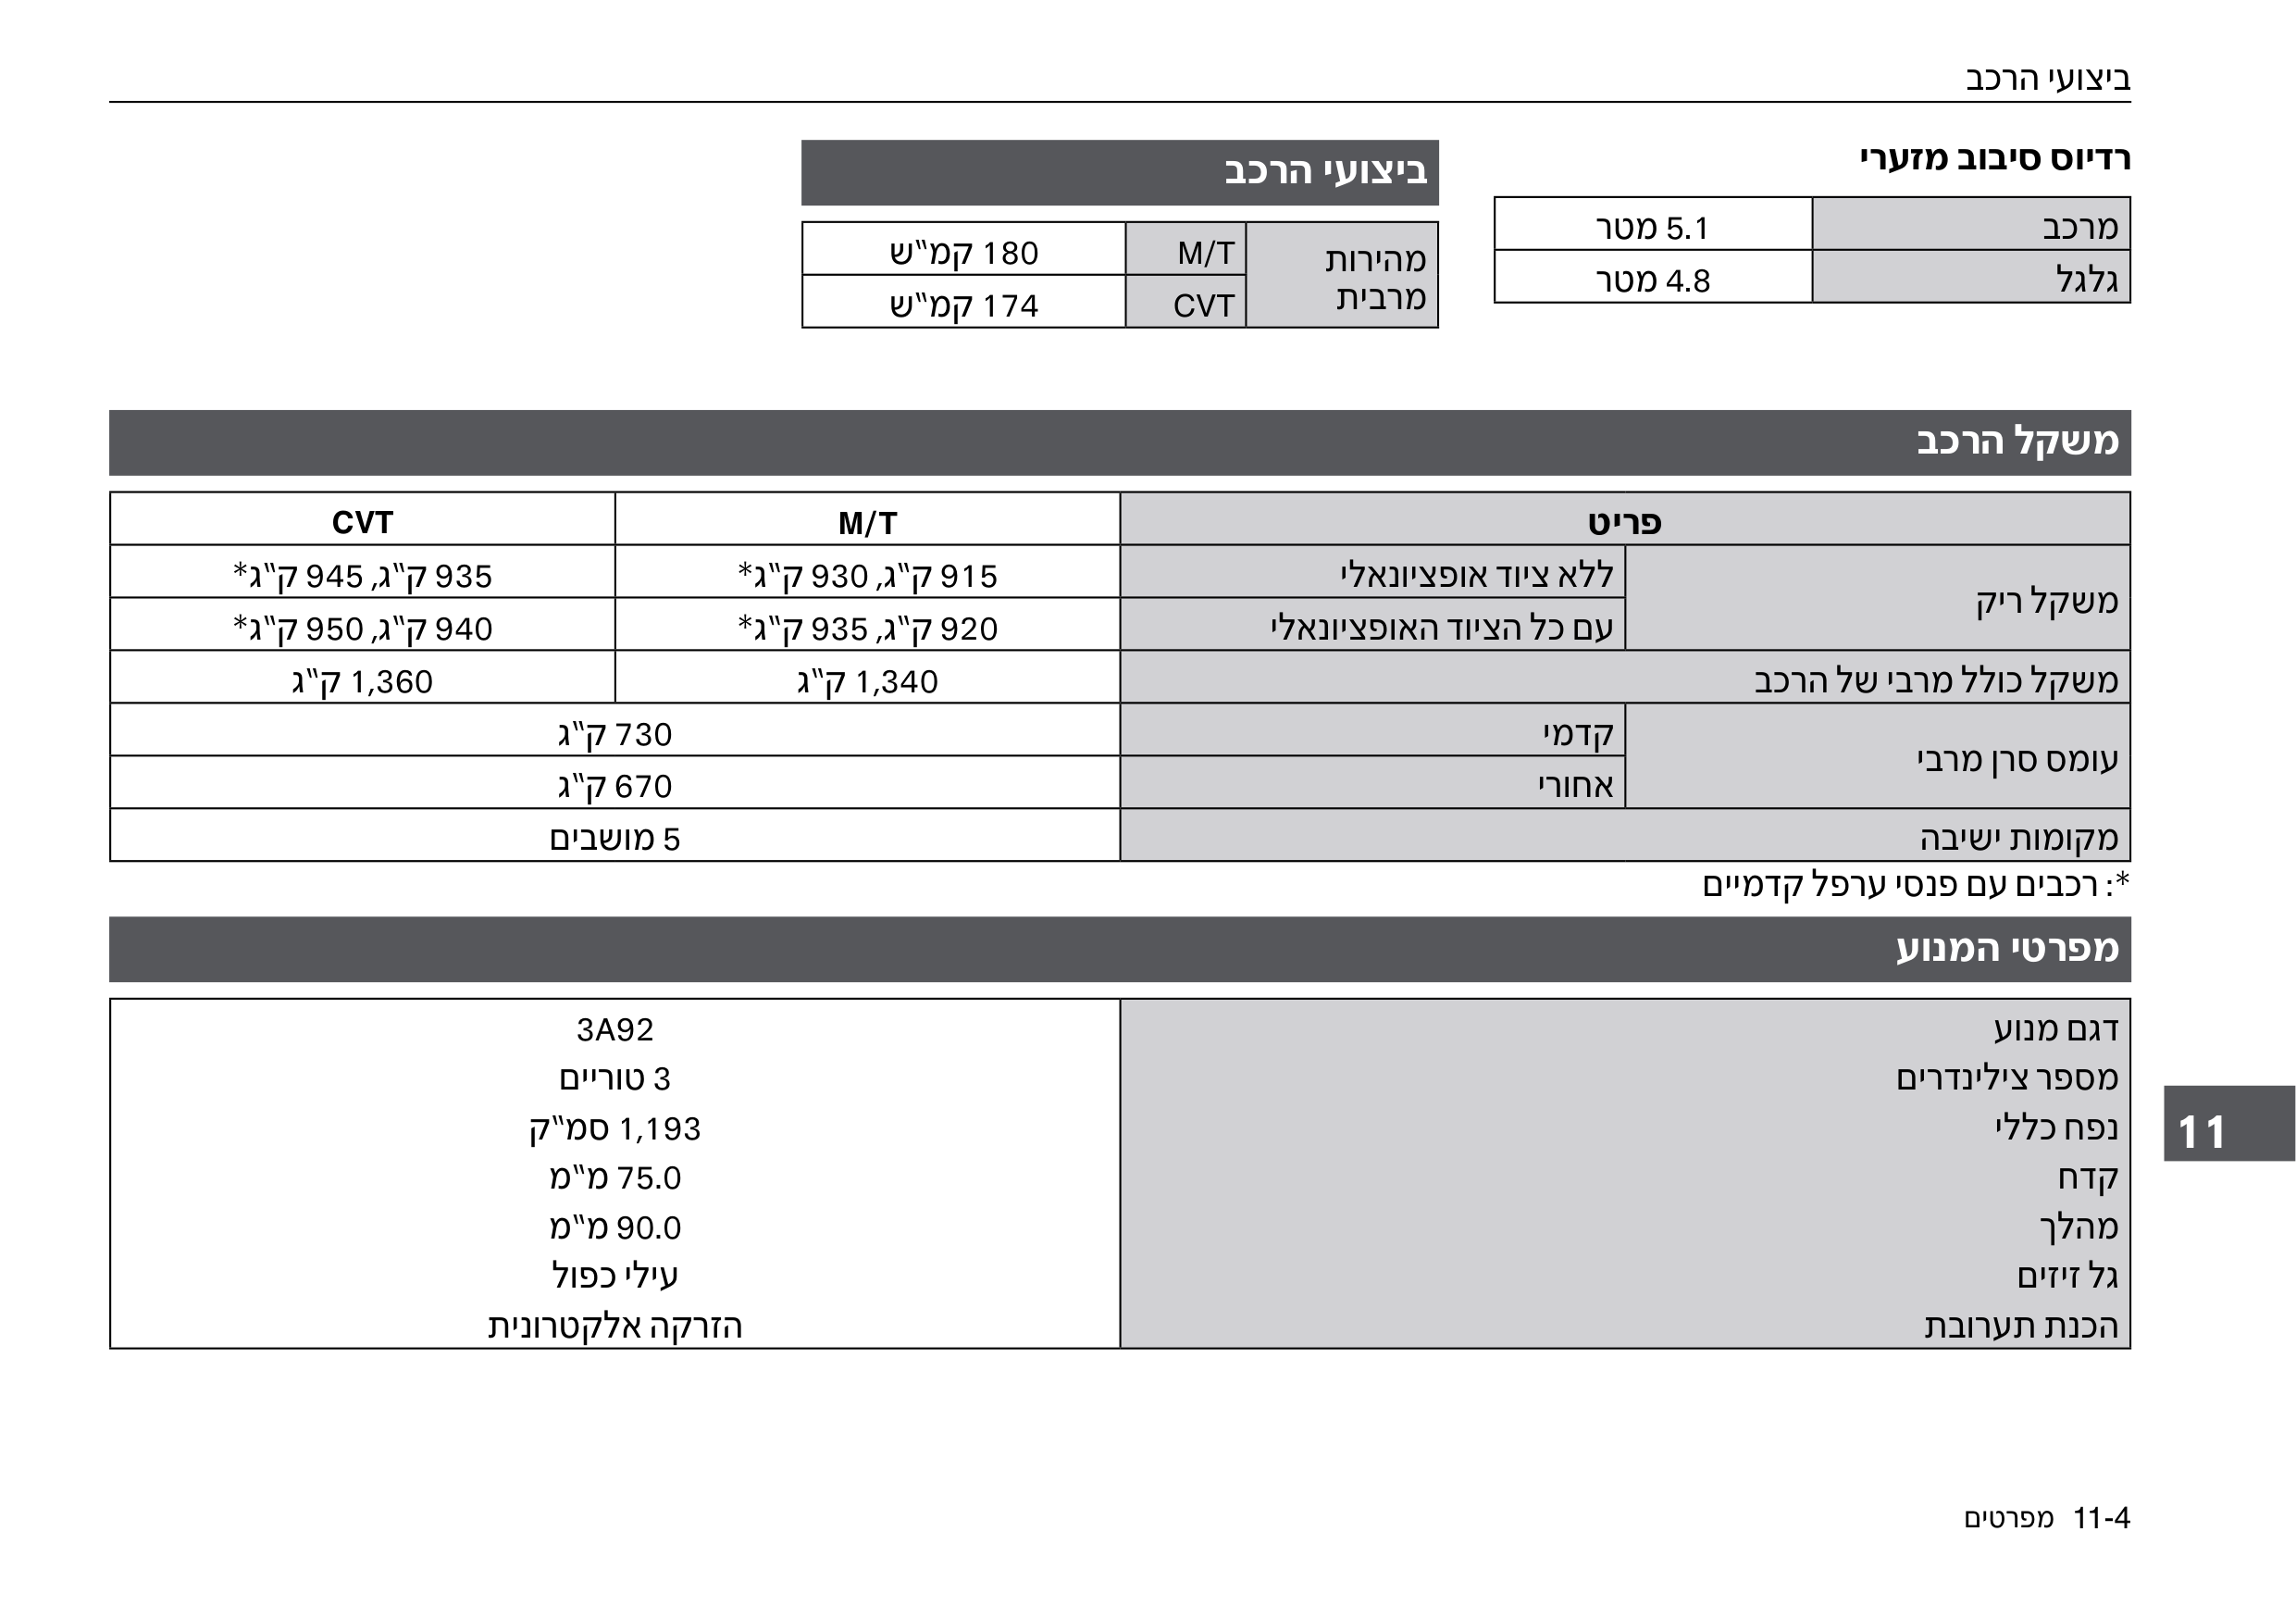 ביצועי הרכב
רדיוס סיבוב מזערי
מרכב 5.1 מטר
גלגל 4.8 מטר
ביצועי הרכב
מהירות מרבית M/T 180 קמ"ש
CVT 174 קמ"ש
משקל הרכב
פריט M/T CVT
משקל ריק ללא ציוד אופציונאלי 915 ק"ג, 930 ק"ג* 935 ק"ג, 945 ק"ג*
עם כל הציוד האופציונאלי 920 ק"ג, 935 ק"ג* 940 ק"ג, 950 ק"ג*
משקל כולל מרבי של הרכב 1,340 ק"ג 1,360 ק"ג
עומס סרן מרבי קדמי 730 ק"ג
אחורי 670 ק"ג
מקומות ישיבה 5 מושבים
*: רכבים עם פנסי ערפל קדמיים
מפרטי המנוע
דגם מנוע 3A92
מספר צילינדרים 3 טוריים
נפח כללי 1,193 סמ"ק
קדח 75.0 מ"מ
מהלך 90.0 מ"מ
גל זיזים עילי כפול
הכנת תערובת הזרקה אלקטרונית
11
11-4 מפרטים